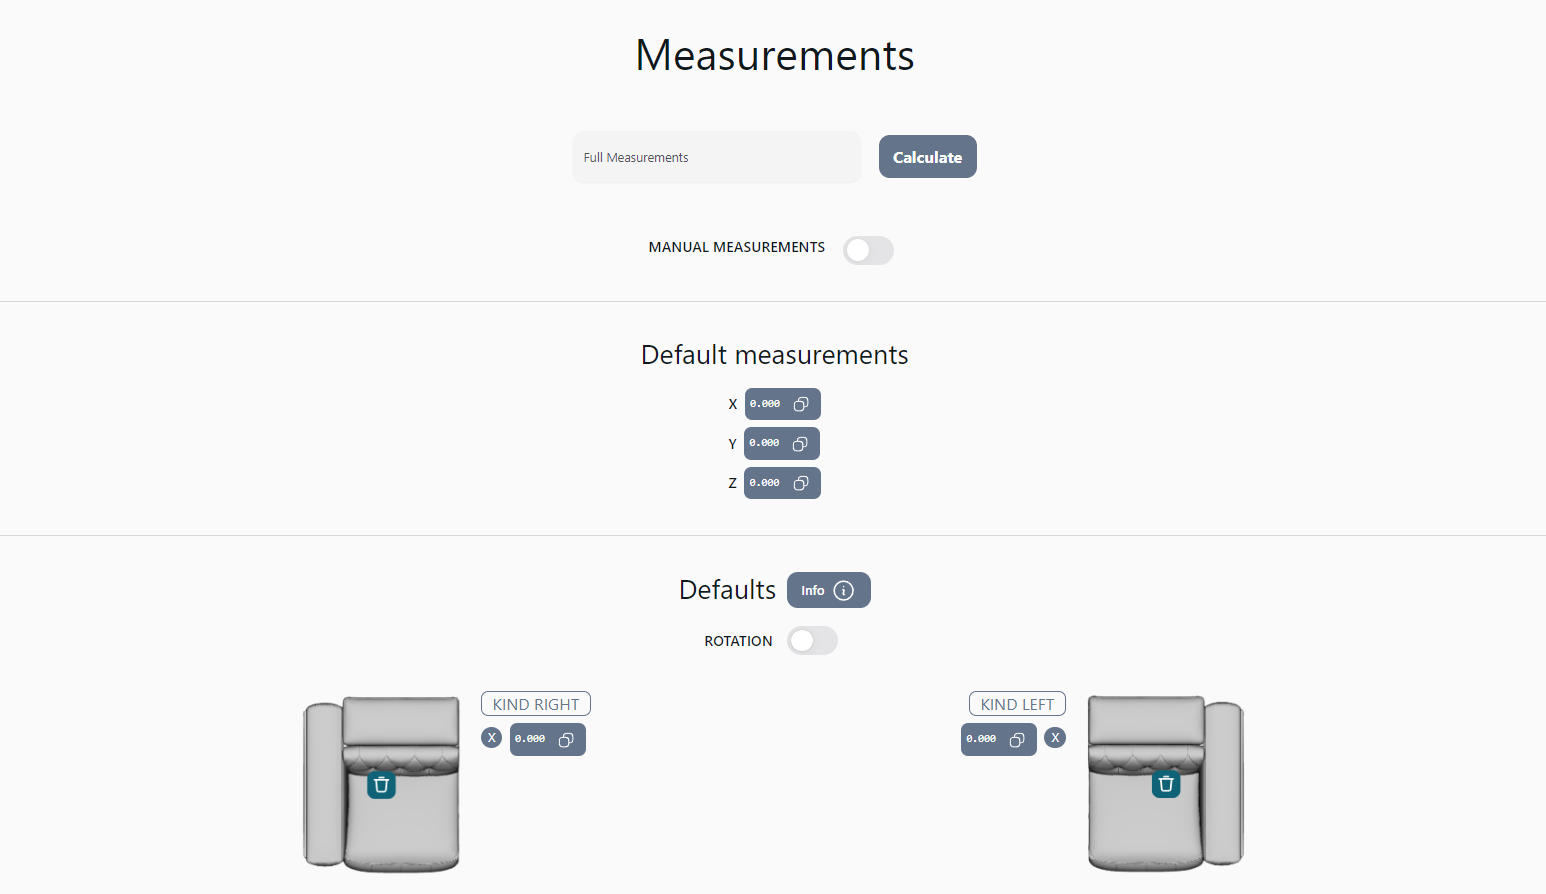 Measurements
Full Measurements
Calculate
MANUAL MEASUREMENTS
Default measurements
X 0.000
Y 0.000
Z 0.000
Defaults
Info
ROTATION
KIND RIGHT
X 0.000
KIND LEFT
0.000 X